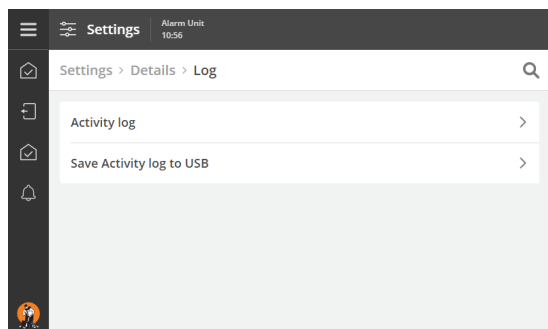 Settings
Alarm Unit
10:56
Settings > Details > Log
Activity log
Save Activity log to USB